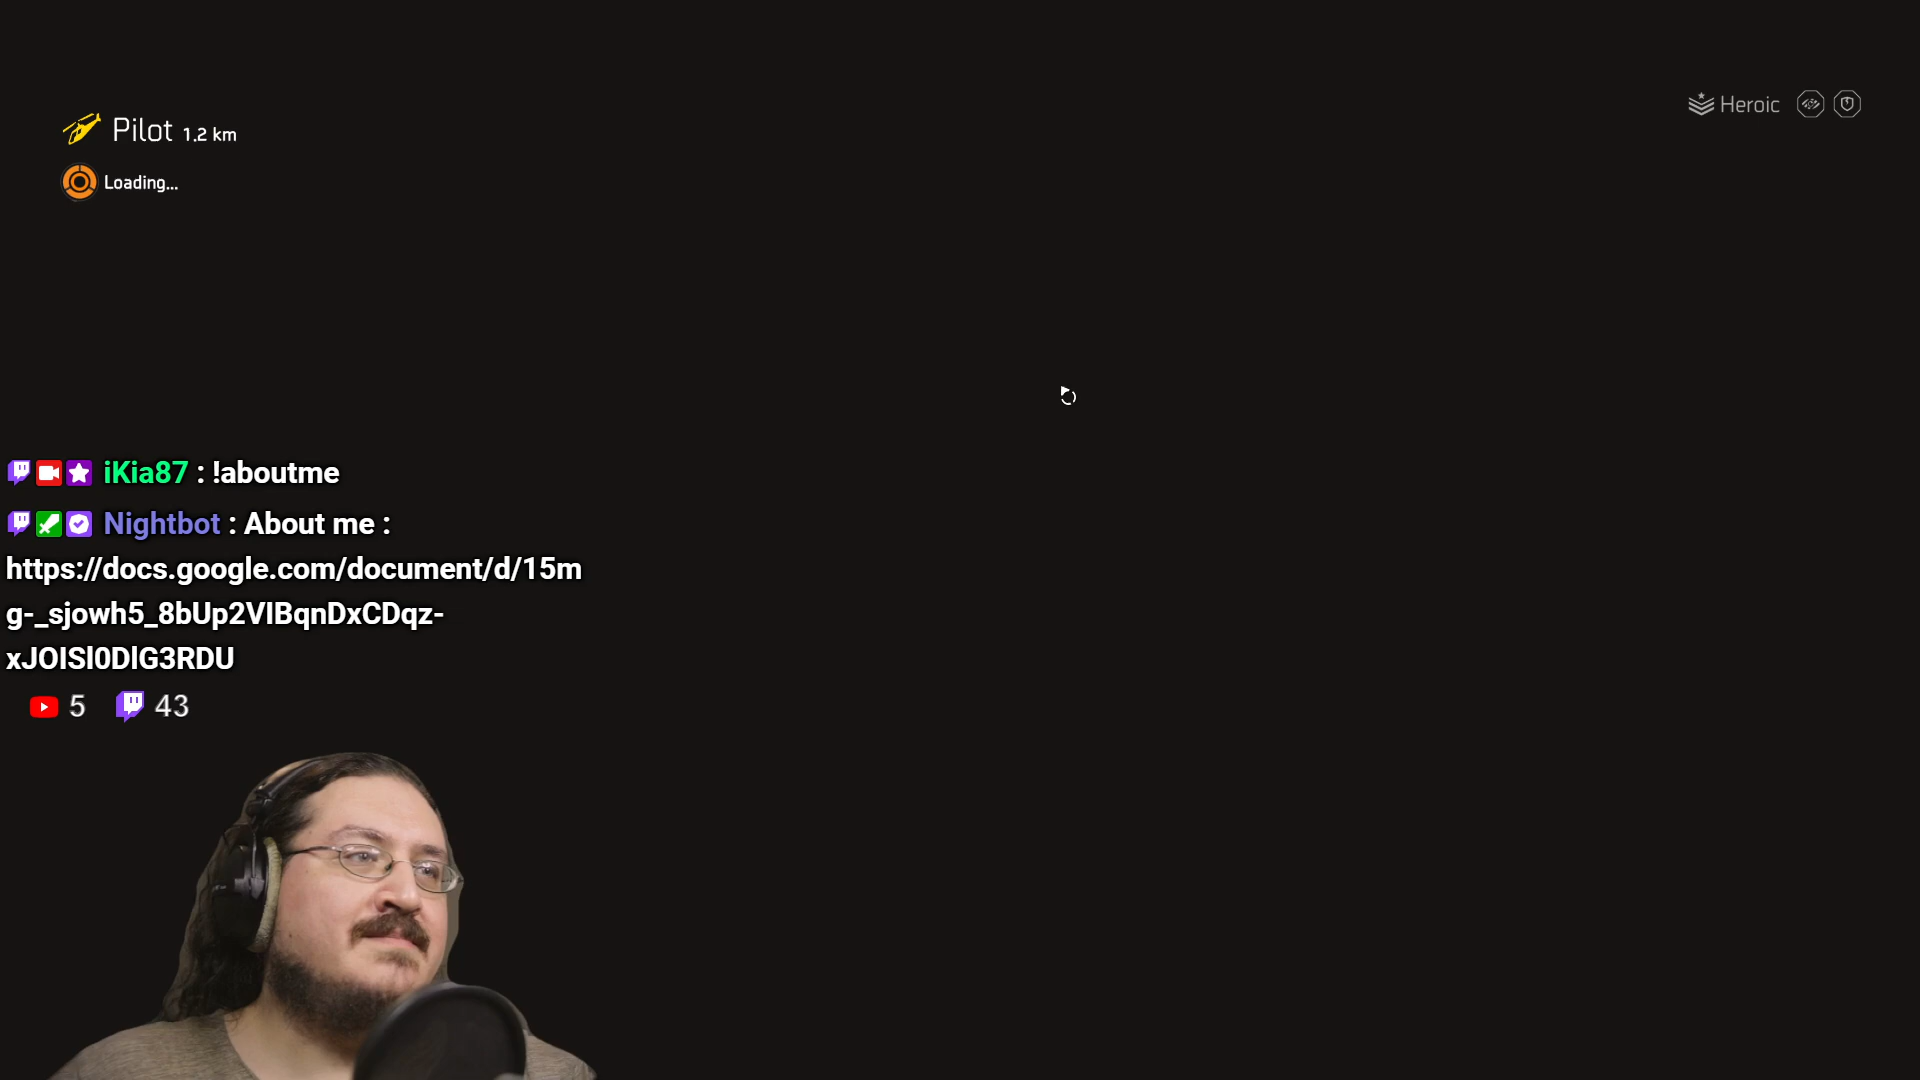 Pilot 1.2 km
Heroic
Loading...
iKia87 : !aboutme
Nightbot : About me :
https://docs.google.com/document/d/15m
g-_sjowh5_8bUp2VIBqnDxCDqz-
xJOISl0DlG3RDU
5 43